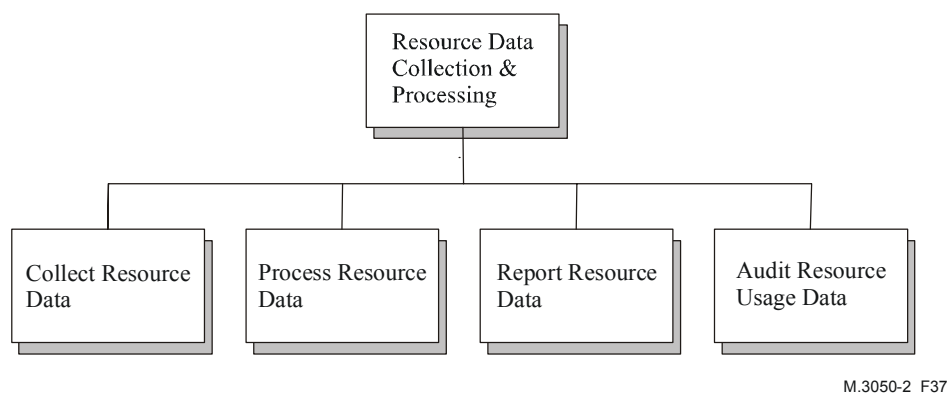 Resource Data
Collection &
Processing
Collect Resource
Data
Process Resource
Data
Report Resource
Data
Audit Resource
Usage Data
M.3050-2 F37